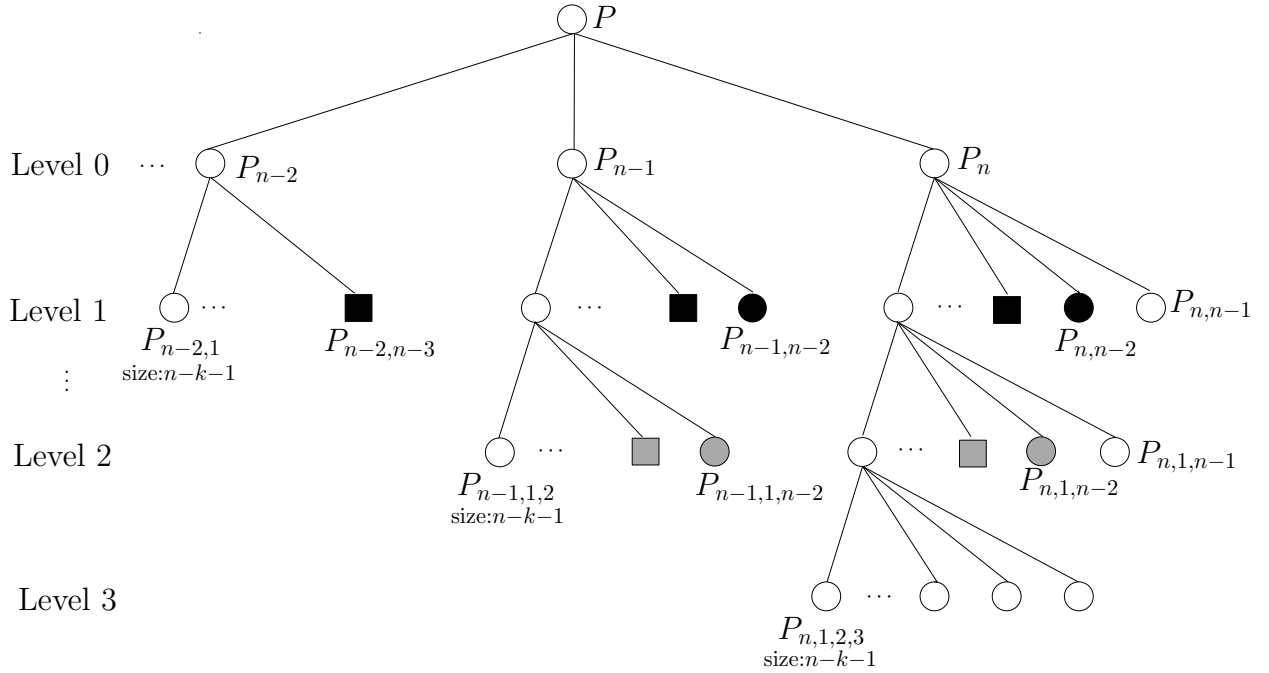 P
Level 0 ... P_{n−2} P_{n−1} P_n
Level 1 ... ... ... P_{n,n−1}
P_{n−2,1} P_{n−2,n−3} P_{n−1,n−2} P_{n,n−2}
size:n−k−1
⋮
Level 2 ... ... P_{n,1,n−1}
P_{n−1,1,2} P_{n−1,1,n−2} P_{n,1,n−2}
size:n−k−1
Level 3 ...
P_{n,1,2,3}
size:n−k−1